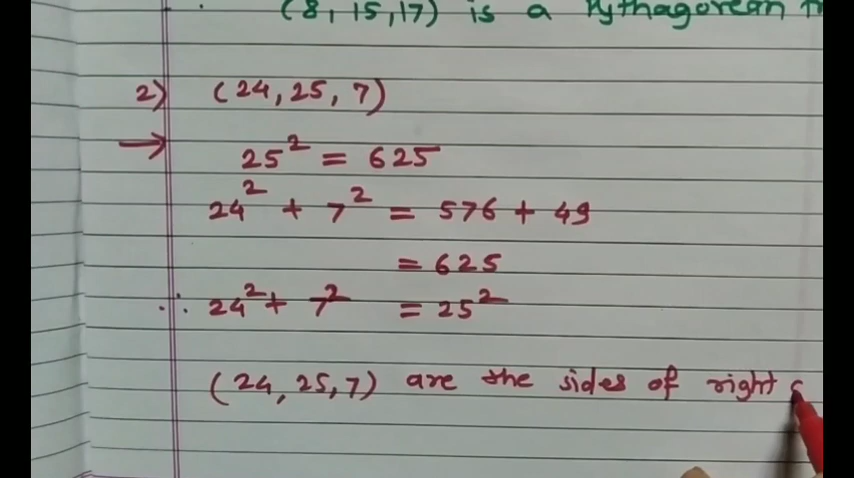 (8, 15, 17) is a Pythagorean
2) (24, 25, 7)
→ 25² = 625
24² + 7² = 576 + 49
= 625
∴ 24² + 7² = 25²
(24, 25, 7) are the sides of right